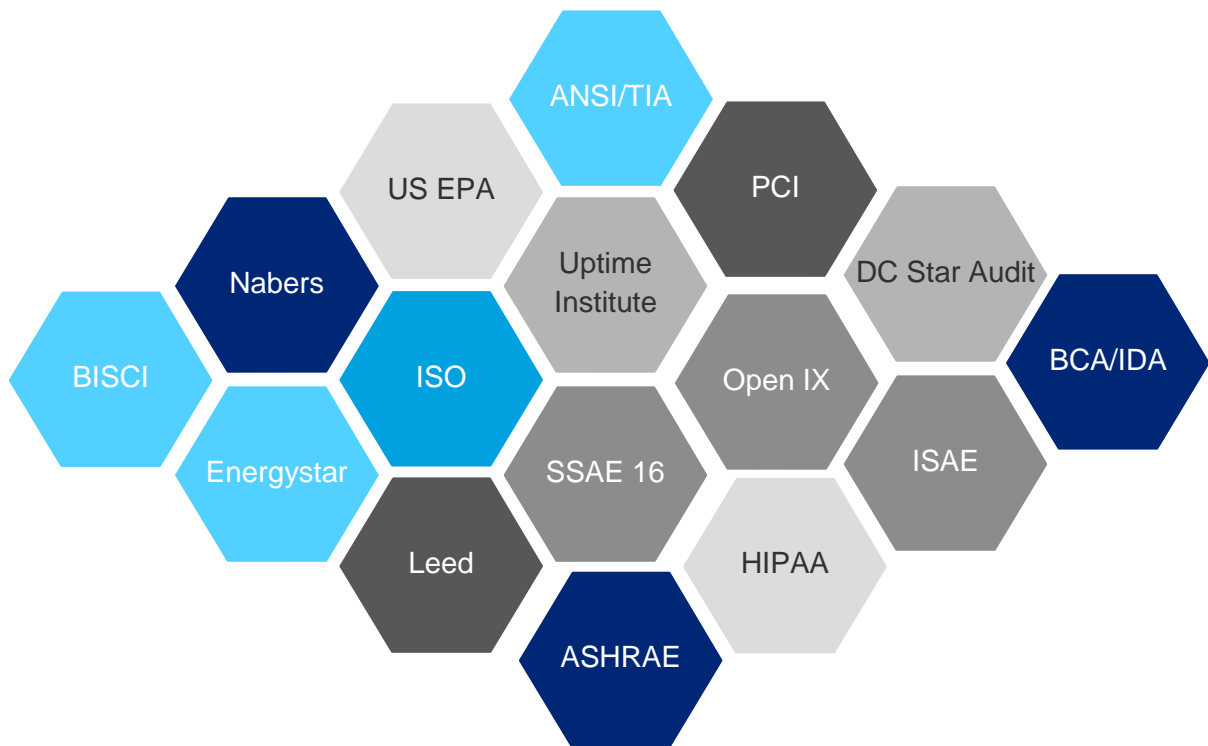 ANSI/TIA
US EPA
PCI
Nabers
Uptime
Institute
DC Star Audit
BISCI
ISO
Open IX
BCA/IDA
Energystar
SSAE 16
ISAE
Leed
HIPAA
ASHRAE